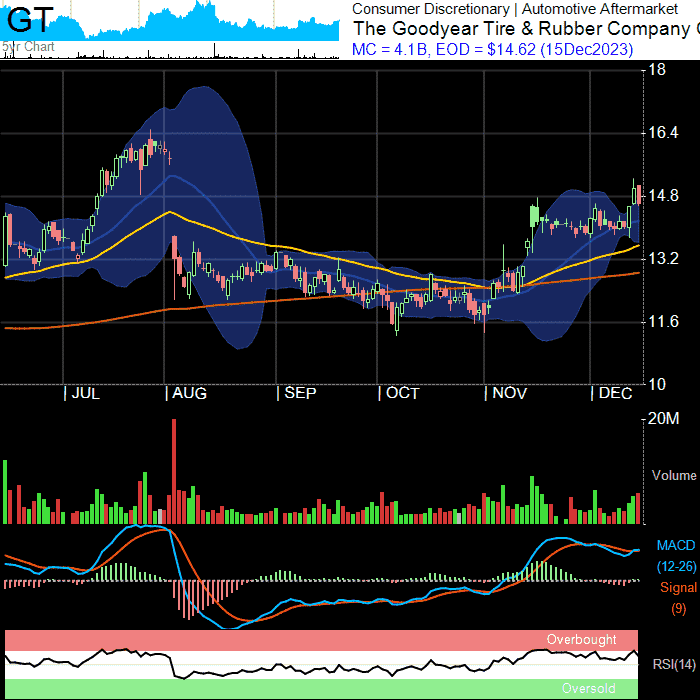 GT
5yr Chart
Consumer Discretionary | Automotive Aftermarket
The Goodyear Tire & Rubber Company
MC = 4.1B, EOD = $14.62 (15Dec2023)
18
16.4
14.8
13.2
11.6
10
| JUL | AUG | SEP | OCT | NOV | DEC
20M
Volume
MACD
(12-26)
Signal
(9)
Overbought
RSI(14)
Oversold